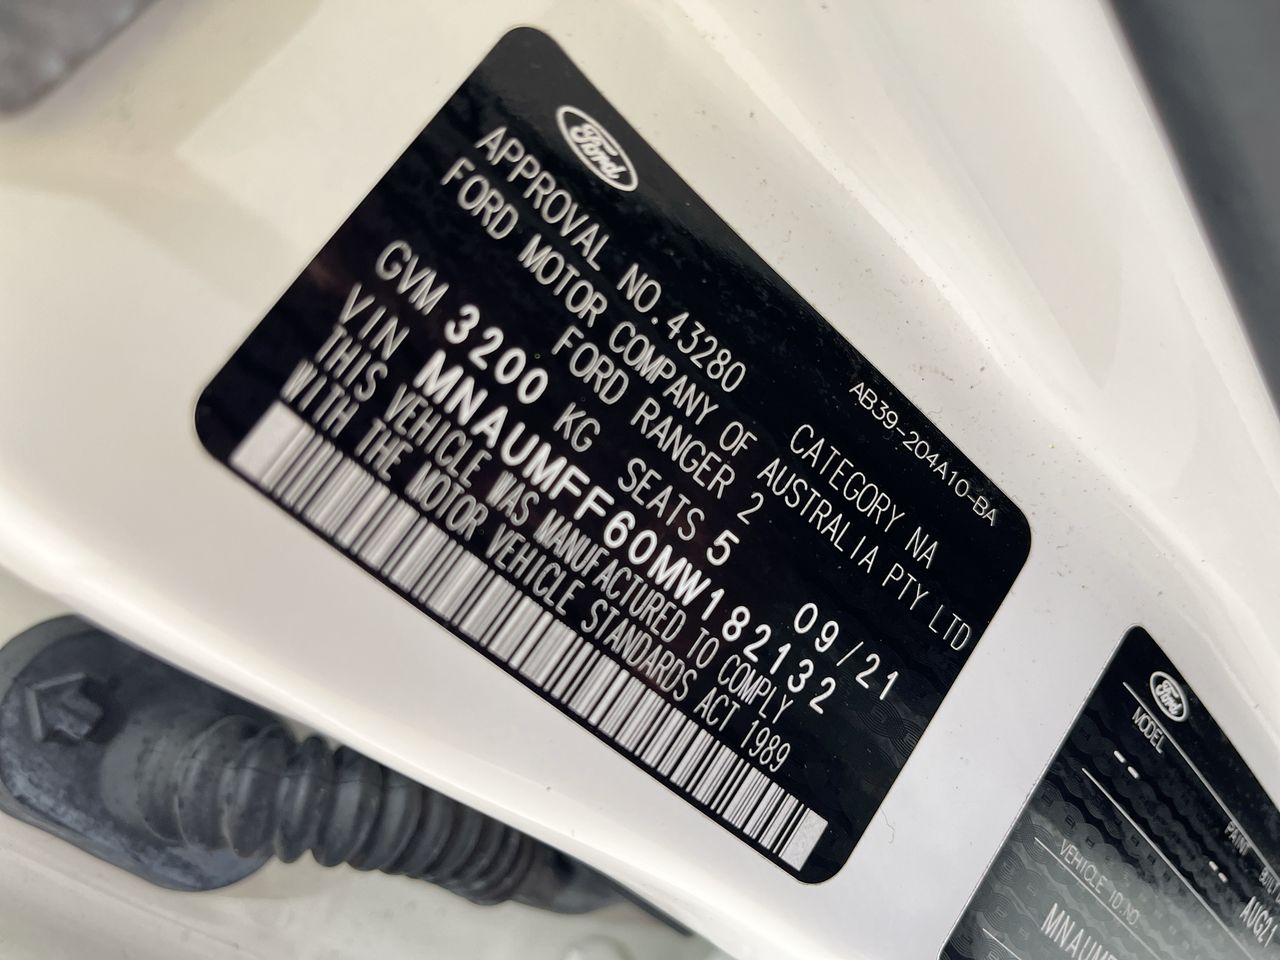 Ford
AB39-204A10-BA
APPROVAL NO.43280 CATEGORY NA
FORD MOTOR COMPANY OF AUSTRALIA PTY LTD
FORD RANGER 2
GVM 3200 KG SEATS 5 09/21
VIN MNAUMFF60MW182132
THIS VEHICLE WAS MANUFACTURED TO COMPLY
WITH THE MOTOR VEHICLE STANDARDS ACT 1989
Ford
MODEL PAINT BUILT
-- -- AUG21
VEHICLE ID.NO